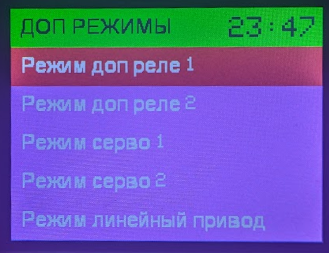 ДОП РЕЖИМЫ 23:47
Режим доп реле 1
Режим доп реле 2
Режим серво 1
Режим серво 2
Режим линейный привод